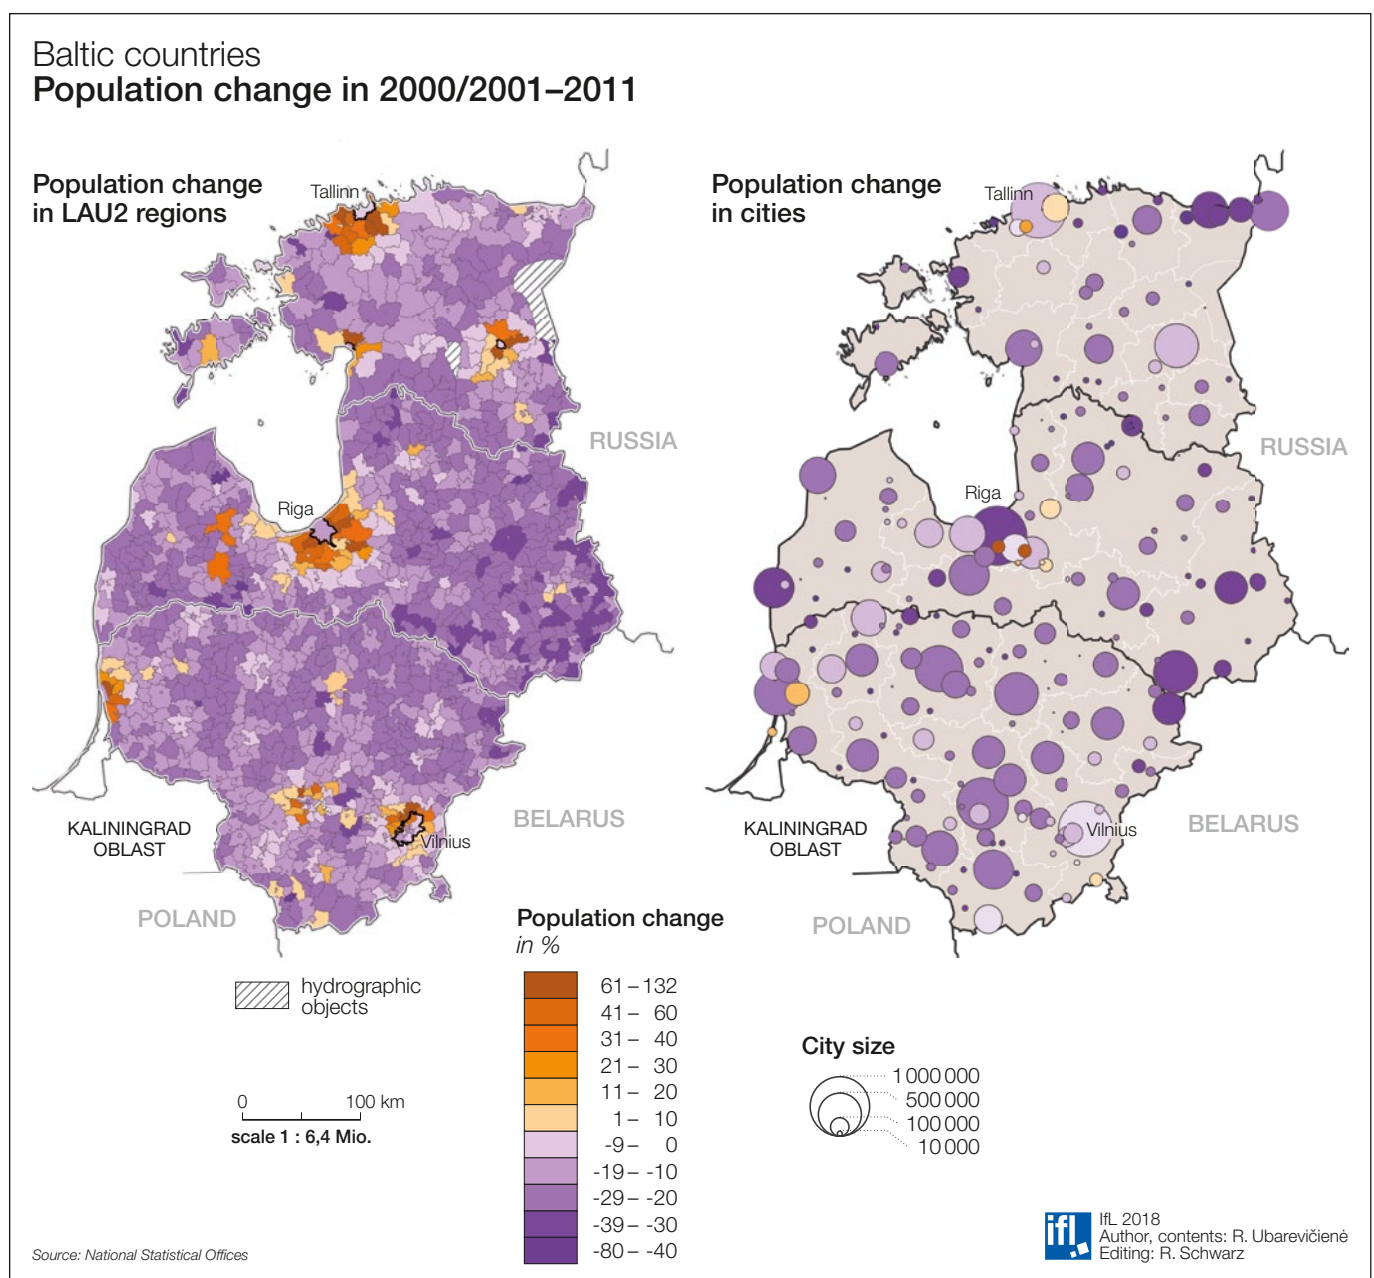 Baltic countries
Population change in 2000/2001–2011
Population change
in LAU2 regions
Tallinn
Riga
Vilnius
RUSSIA
BELARUS
KALININGRAD
OBLAST
POLAND
Population change
in cities
Tallinn
Riga
Vilnius
RUSSIA
BELARUS
KALININGRAD
OBLAST
POLAND
hydrographic
objects
0 100 km
scale 1 : 6,4 Mio.
Population change
in %
61 – 132
41 – 60
31 – 40
21 – 30
11 – 20
1 – 10
-9 – 0
-19 – -10
-29 – -20
-39 – -30
-80 – -40
City size
1 000 000
500 000
100 000
10 000
Source: National Statistical Offices
ifl
IfL 2018
Author, contents: R. Ubarevičienė
Editing: R. Schwarz